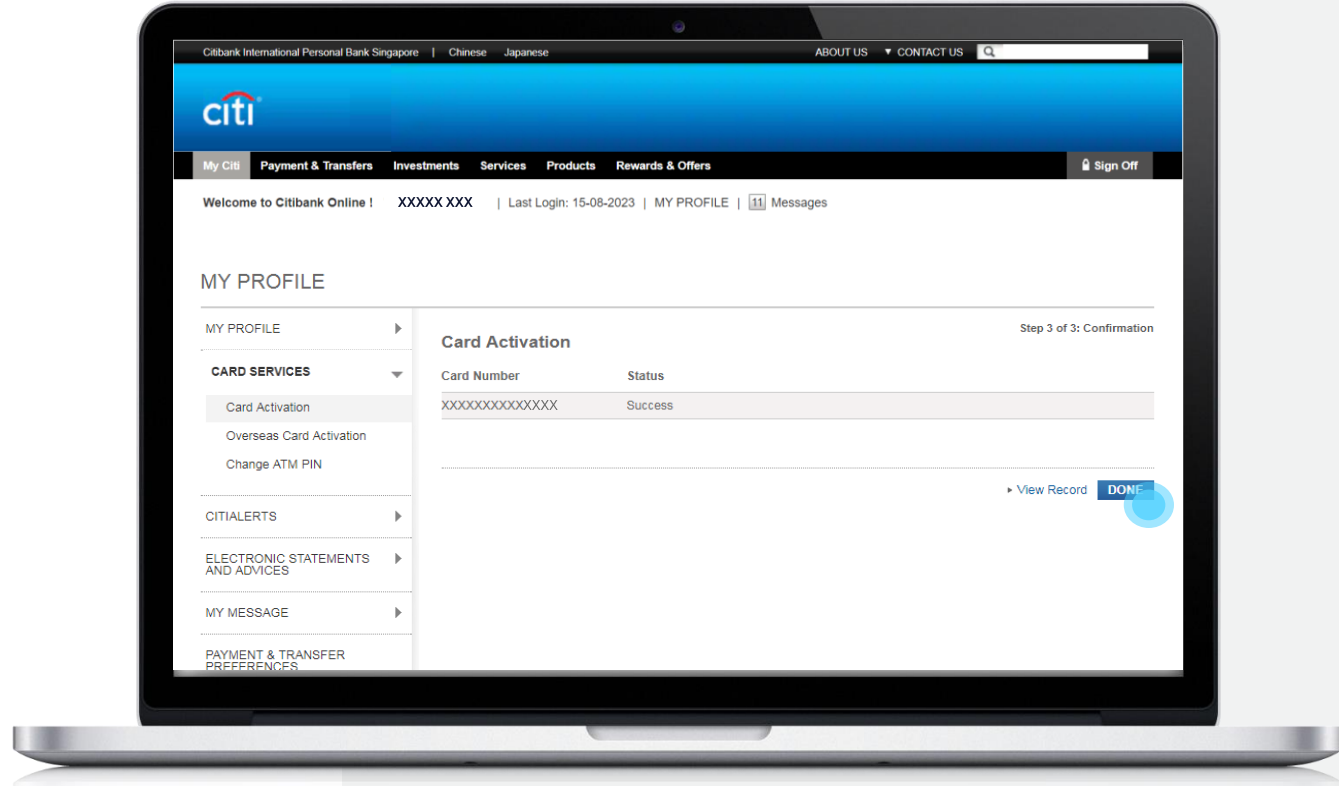 Citibank International Personal Bank Singapore | Chinese Japanese ABOUT US ▼ CONTACT US
citi
My Citi Payment & Transfers Investments Services Products Rewards & Offers Sign Off
Welcome to Citibank Online ! XXXXX XXX | Last Login: 15-08-2023 | MY PROFILE | 11 Messages
MY PROFILE
MY PROFILE
CARD SERVICES
Card Activation
Overseas Card Activation
Change ATM PIN
CITIALERTS
ELECTRONIC STATEMENTS
AND ADVICES
MY MESSAGE
PAYMENT & TRANSFER
PREFERENCES
Step 3 of 3: Confirmation
Card Activation
Card Number Status
XXXXXXXXXXXXXX Success
View Record DONE